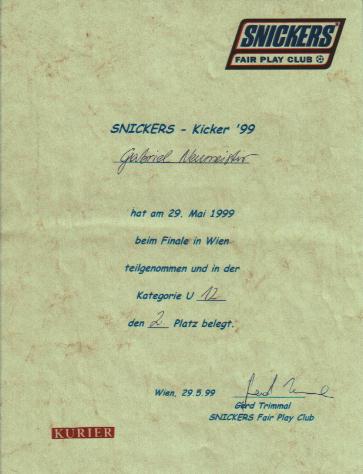 SNICKERS
FAIR PLAY CLUB
SNICKERS - Kicker '99
Gabriel Neumeister
hat am 29. Mai 1999
beim Finale in Wien
teilgenommen und in der
Kategorie U 12
den 2. Platz belegt.
Wien, 29.5.99
Gerd Trimmal
SNICKERS Fair Play Club
KURIER